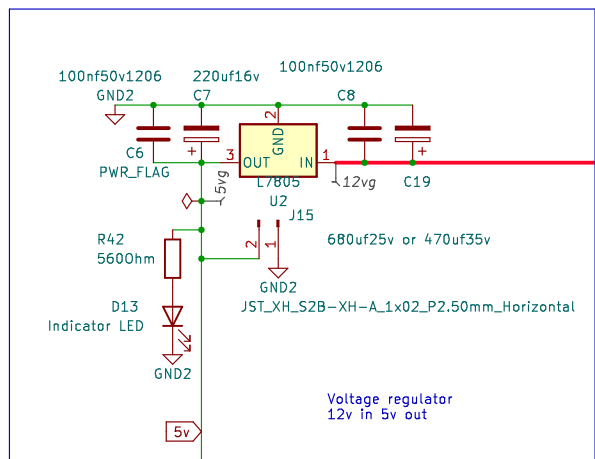 100nf50v1206
220uf16v
100nf50v1206
GND2
C7
C8
2
GND
C6
+
3
OUT
IN
1
+
PWR_FLAG
5vg
L7805
12vg
C19
U2
J15
R42
560Ohm
2
1
680uf25v or 470uf35v
GND2
D13
JST_XH_S2B-XH-A_1x02_P2.50mm_Horizontal
Indicator LED
GND2
Voltage regulator
12v in 5v out
5v